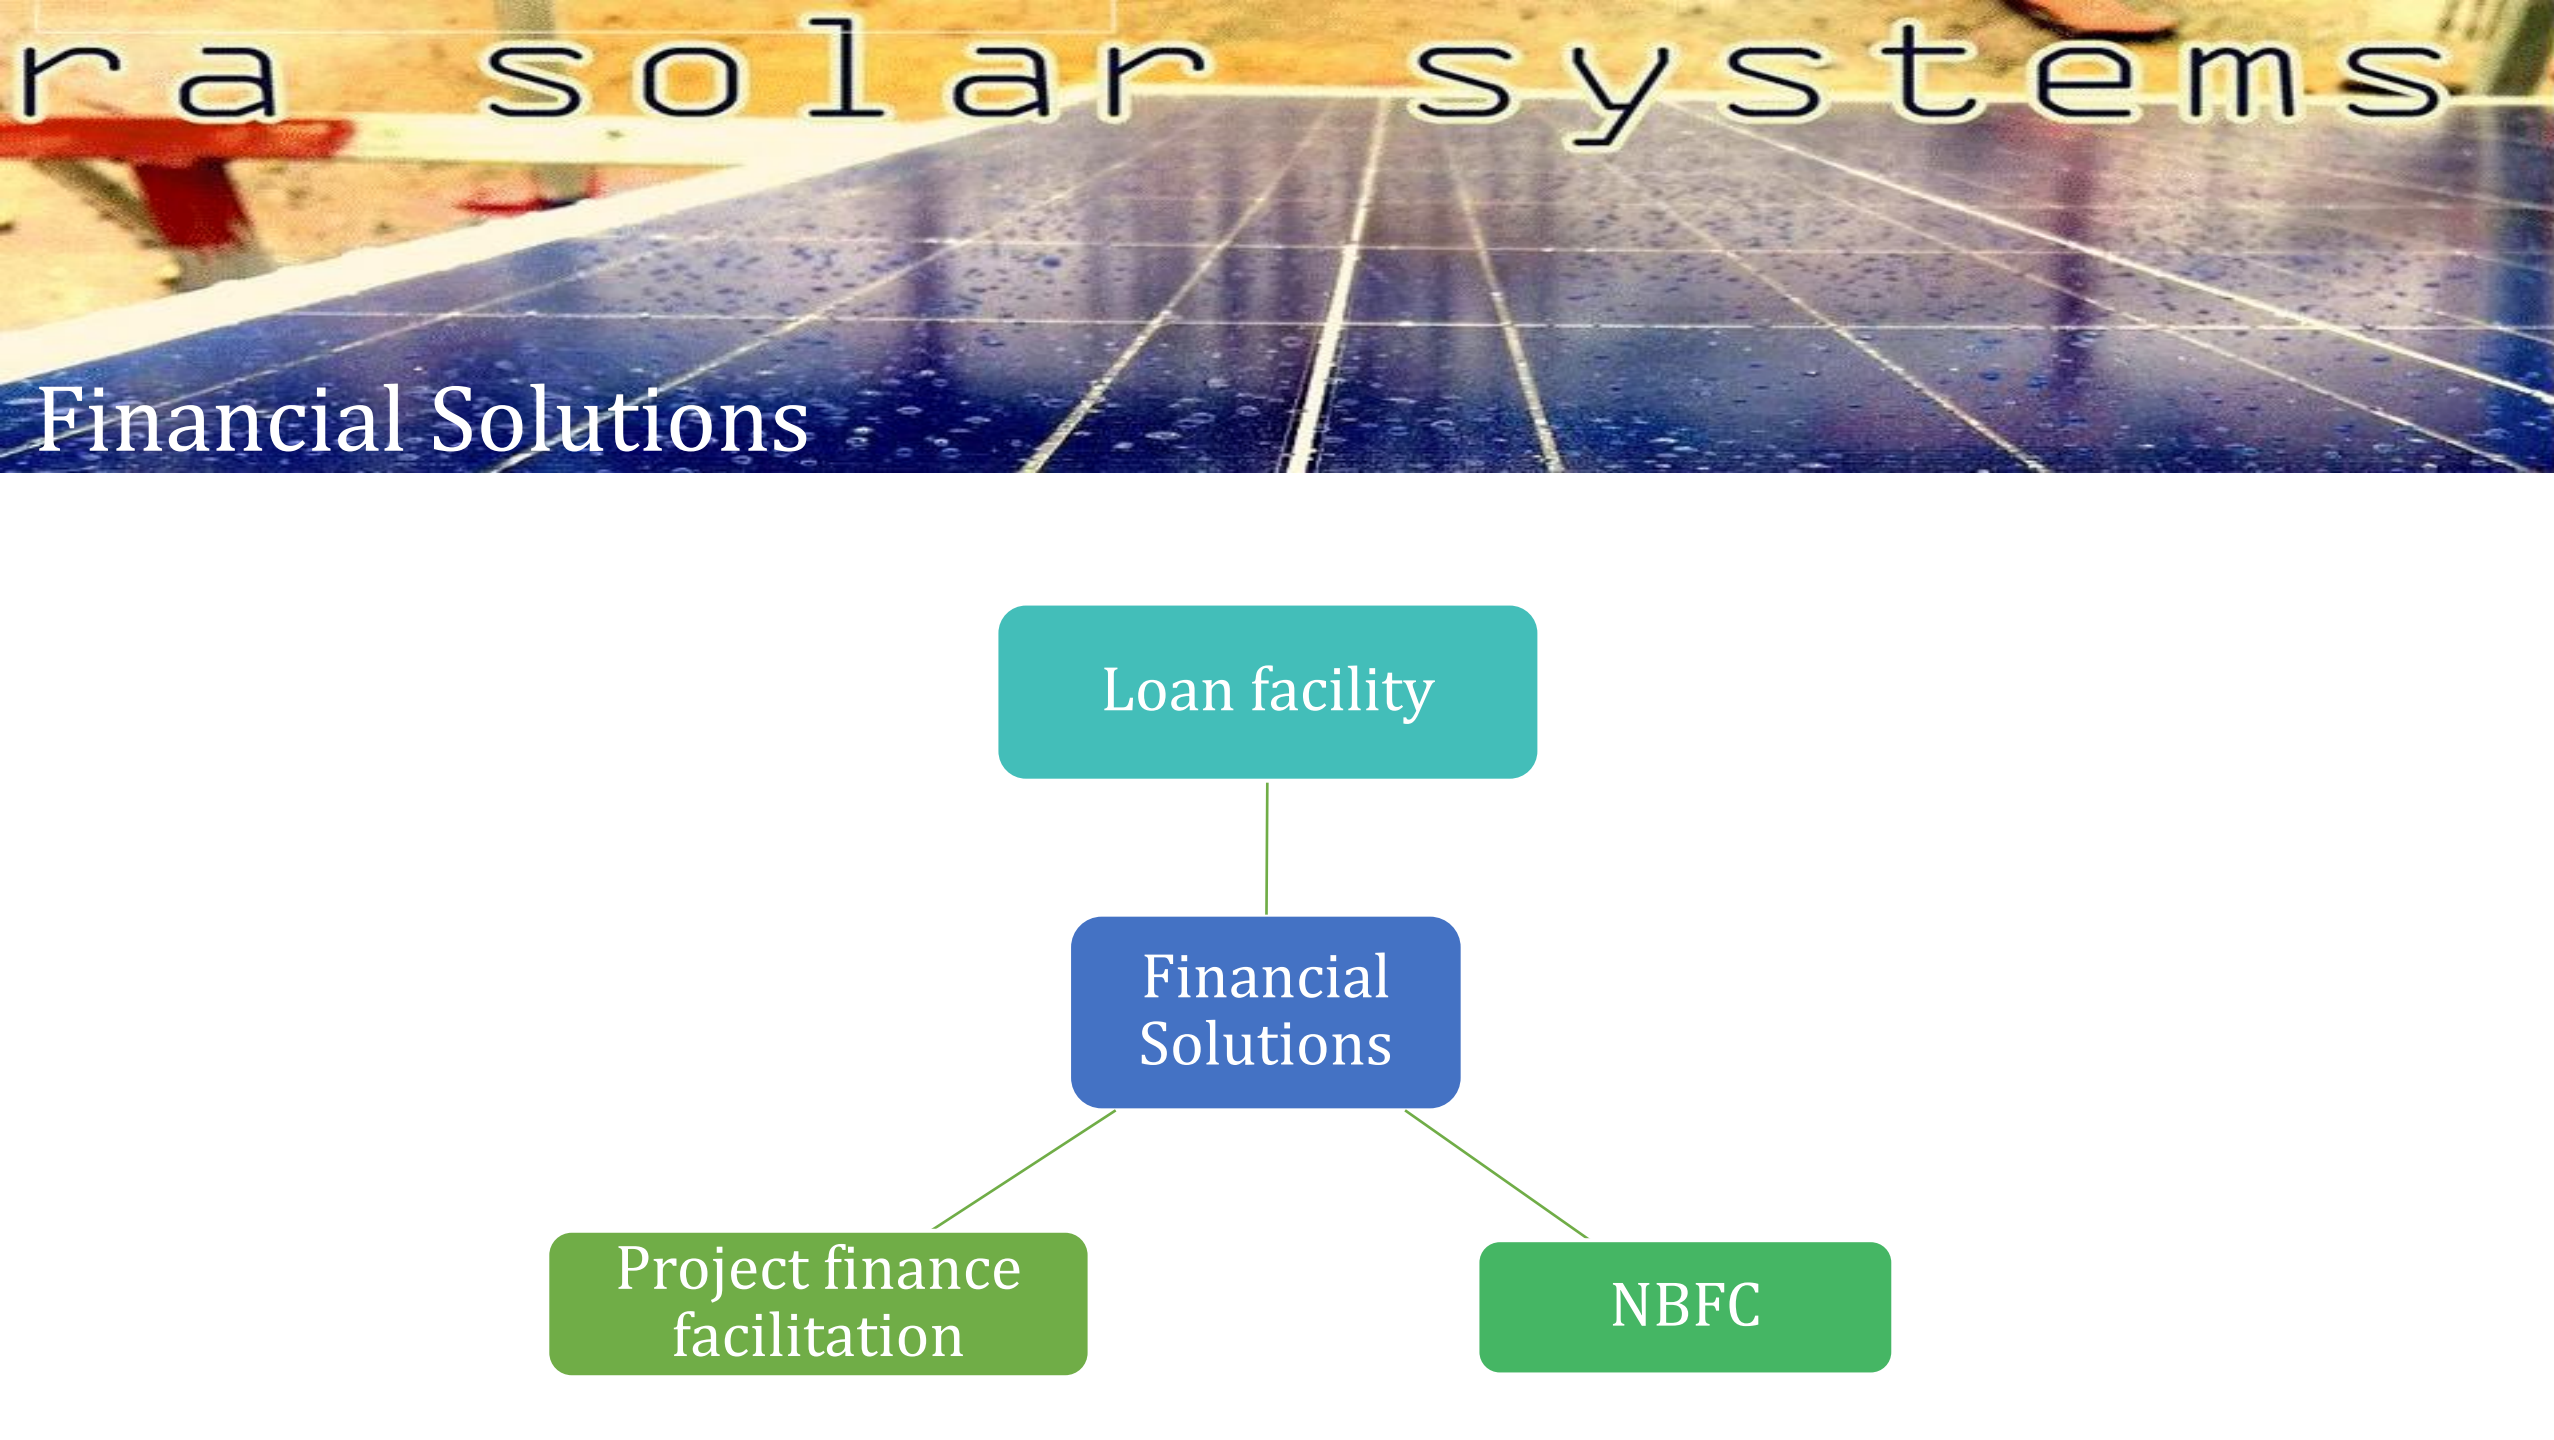 ra solar systems
Financial Solutions
Loan facility
Financial
Solutions
Project finance
facilitation
NBFC